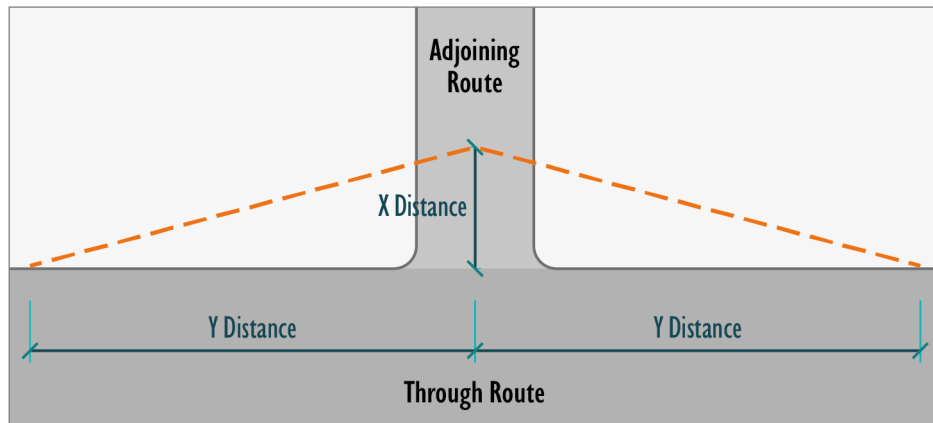 Adjoining
Route
X Distance
Y Distance
Y Distance
Through Route